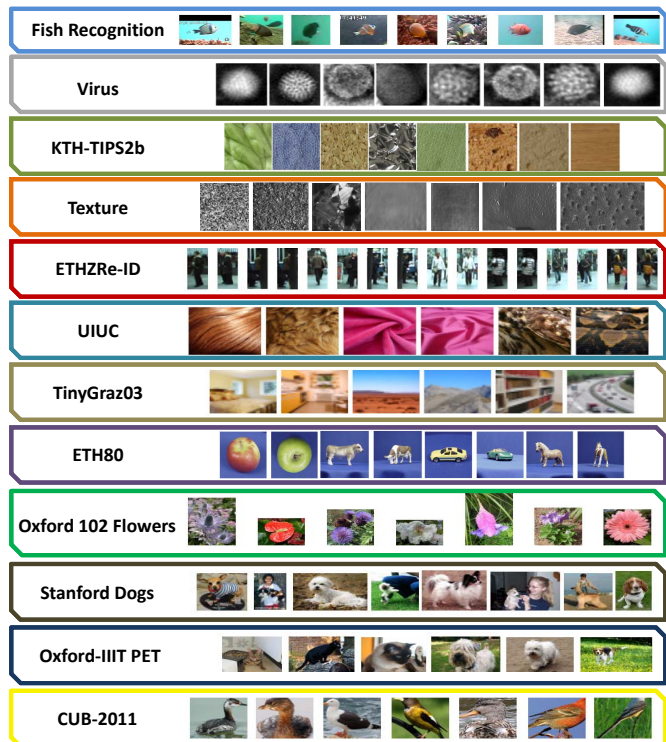 Fish Recognition
Virus
KTH-TIPS2b
Texture
ETHZRe-ID
UIUC
TinyGraz03
ETH80
Oxford 102 Flowers
Stanford Dogs
Oxford-IIIT PET
CUB-2011